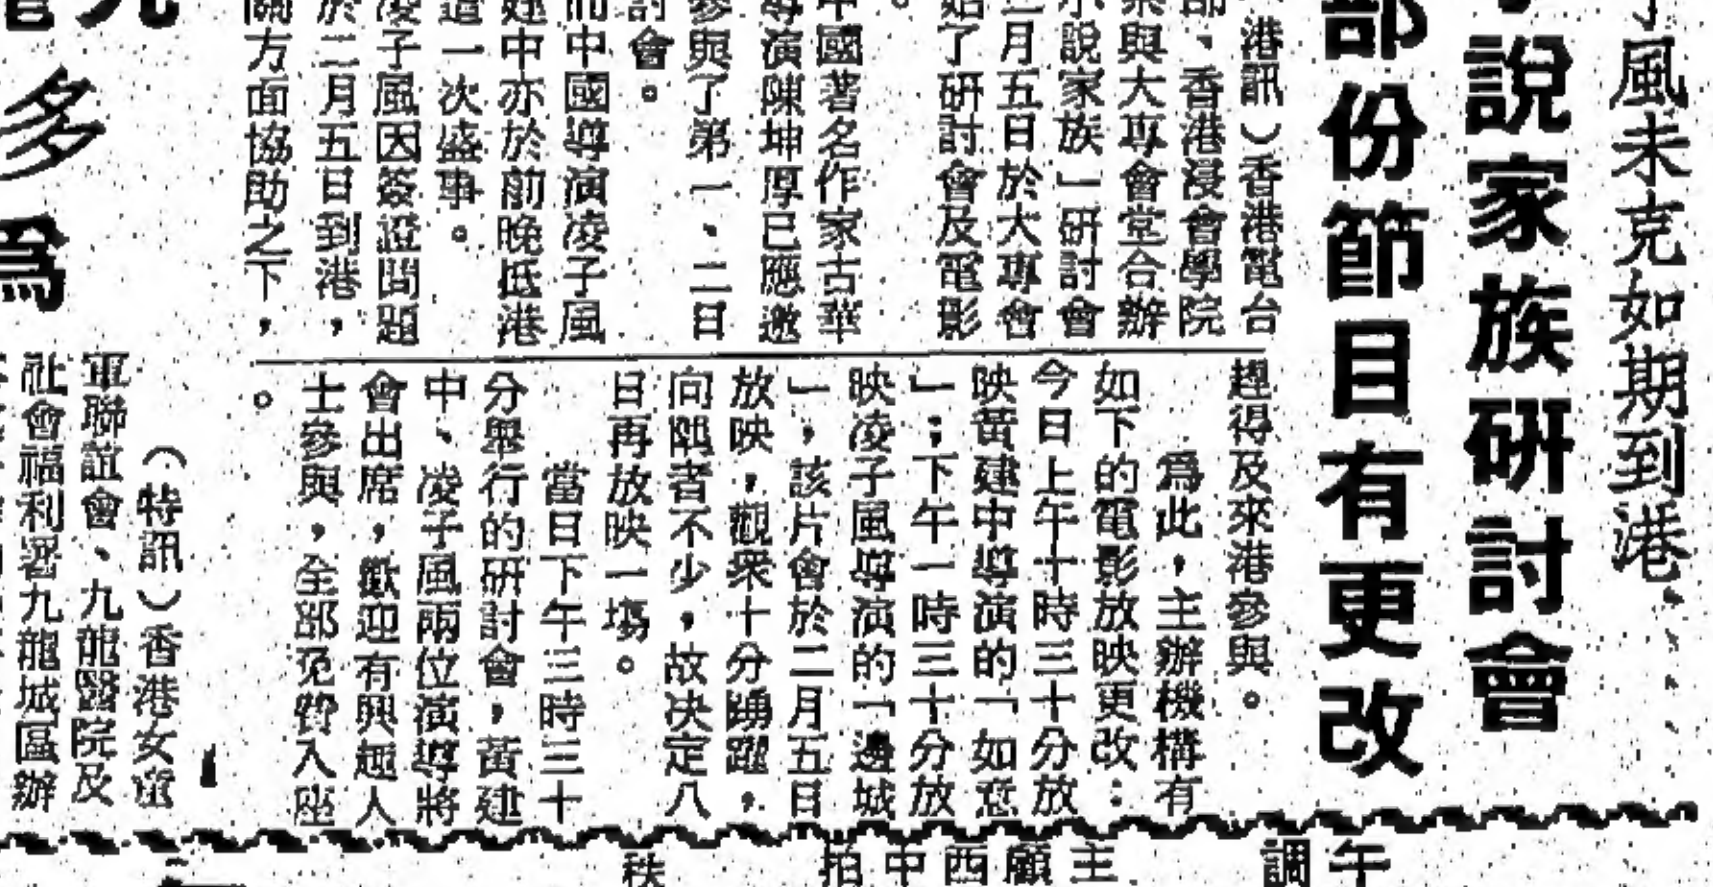 風未克如期到港
說家族研討會
部份節目有更改
港訊）香港電台
部、香港浸會學院
與大專會堂合辦
說家族」研討會
月五日於大專會
了研討會及電影
。
中國著名作家古華
導演陳坤厚已應邀
參與了第一、二日
討會。
而中國導演凌子風
建中亦於前晚抵港
這一次盛事。
凌子風因簽證問題
於二月五日到港，
關方面協助之下，
趕得及來港參與。
爲此，主辦機構有
如下的電影放映更改：
今日上午十時三十分放
映黃建中導演的「如意
」；下午一時三十分放
映凌子風導演的「邊城
」，該片會於二月五日
放映，觀衆十分踴躍，
向隅者不少，故決定八
日再放映一場。
當日下午三時三十
分舉行的研討會，黃建
中、凌子風兩位演導將
會出席，歡迎有興趣人
士參與，全部免費入座
。
多爲
（特訊）香港女童
軍聯誼會、九龍醫院及
社會福利署九龍城區辦
午
調
主顧西中拍
秩